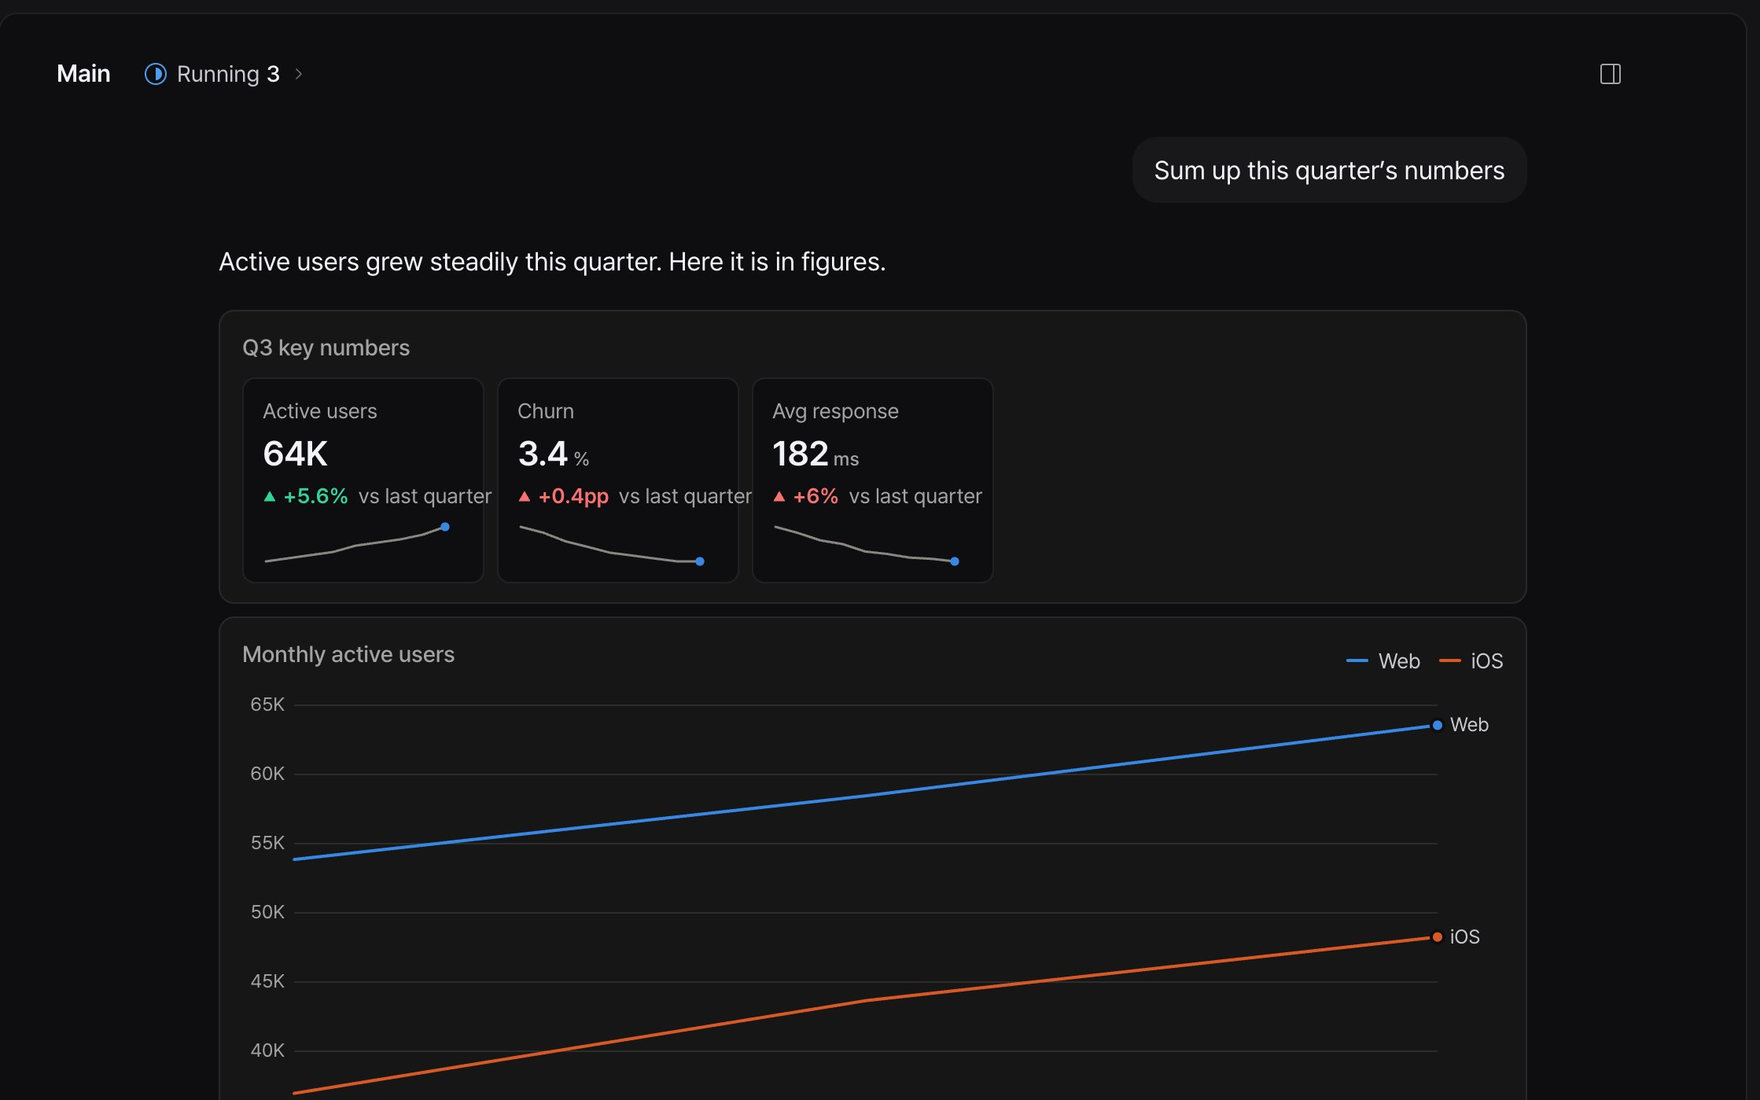 Main
Running 3
Sum up this quarter’s numbers
Active users grew steadily this quarter. Here it is in figures.
Q3 key numbers
Active users
64K
+5.6% vs last quarter
Churn
3.4 %
+0.4pp vs last quarter
Avg response
182 ms
+6% vs last quarter
Monthly active users
Web
iOS
65K
Web
60K
55K
50K
iOS
45K
40K